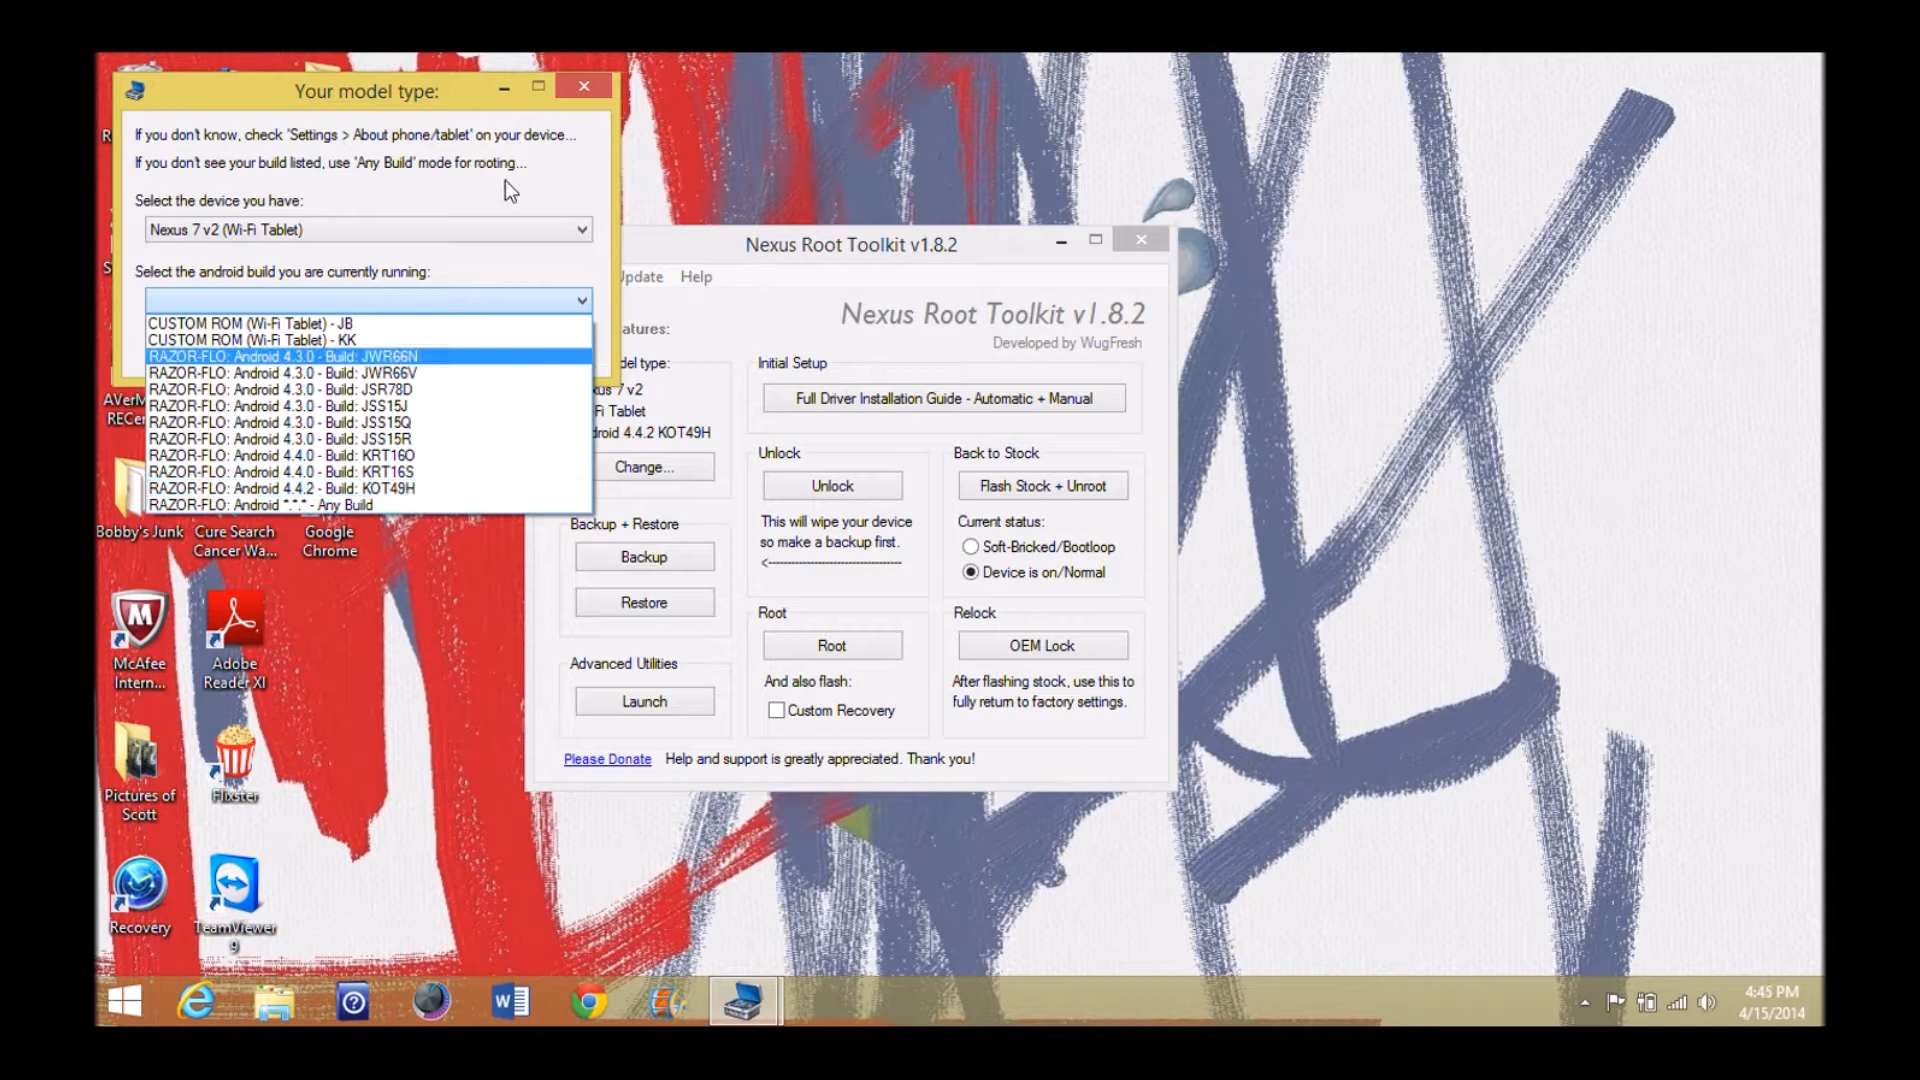 Your model type:
If you don't know, check 'Settings > About phone/tablet' on your device...
If you don't see your build listed, use 'Any Build' mode for rooting...
Select the device you have:
Nexus 7 v2 (Wi-Fi Tablet)
Select the android build you are currently running:
CUSTOM ROM (Wi-Fi Tablet) - JB
CUSTOM ROM (Wi-Fi Tablet) - KK
RAZOR-FLO: Android 4.3.0 - Build: JWR66N
RAZOR-FLO: Android 4.3.0 - Build: JWR66V
RAZOR-FLO: Android 4.3.0 - Build: JSR78D
RAZOR-FLO: Android 4.3.0 - Build: JSS15J
RAZOR-FLO: Android 4.3.0 - Build: JSS15Q
RAZOR-FLO: Android 4.3.0 - Build: JSS15R
RAZOR-FLO: Android 4.4.0 - Build: KRT16O
RAZOR-FLO: Android 4.4.0 - Build: KRT16S
RAZOR-FLO: Android 4.4.2 - Build: KOT49H
RAZOR-FLO: Android *.*.* - Any Build
Nexus Root Toolkit v1.8.2
Update Help
Nexus Root Toolkit v1.8.2
Developed by WugFresh
atures:
del type:
xus 7 v2
Fi Tablet
droid 4.4.2 KOT49H
Change...
Initial Setup
Full Driver Installation Guide - Automatic + Manual
Unlock
Unlock
This will wipe your device
so make a backup first.
<----------------------------------
Back to Stock
Flash Stock + Unroot
Current status:
Soft-Bricked/Bootloop
Device is on/Normal
Backup + Restore
Backup
Restore
Root
Root
And also flash:
Custom Recovery
Relock
OEM Lock
After flashing stock, use this to
fully return to factory settings.
Advanced Utilities
Launch
Please Donate Help and support is greatly appreciated. Thank you!
AVerM
RECen
Bobby's Junk
Cure Search
Cancer Wa...
Google
Chrome
McAfee
Intern...
Adobe
Reader XI
Pictures of
Scott
Flixster
Recovery
TeamViewer
9
4:45 PM
4/15/2014